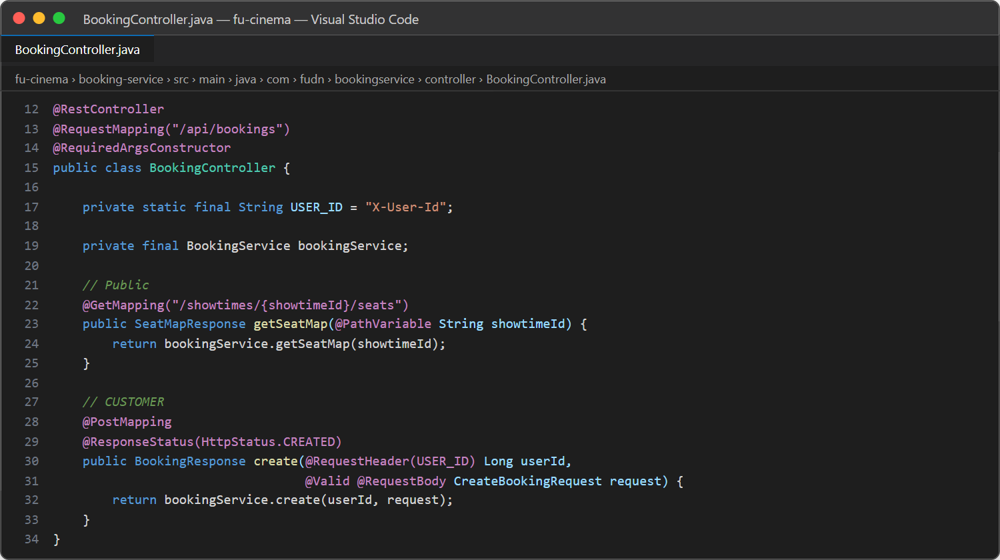 BookingController.java — fu-cinema — Visual Studio Code
BookingController.java
fu-cinema › booking-service › src › main › java › com › fudn › bookingservice › controller › BookingController.java
12 @RestController
13 @RequestMapping("/api/bookings")
14 @RequiredArgsConstructor
15 public class BookingController {
16
17     private static final String USER_ID = "X-User-Id";
18
19     private final BookingService bookingService;
20
21     // Public
22     @GetMapping("/showtimes/{showtimeId}/seats")
23     public SeatMapResponse getSeatMap(@PathVariable String showtimeId) {
24         return bookingService.getSeatMap(showtimeId);
25     }
26
27     // CUSTOMER
28     @PostMapping
29     @ResponseStatus(HttpStatus.CREATED)
30     public BookingResponse create(@RequestHeader(USER_ID) Long userId,
31                                   @Valid @RequestBody CreateBookingRequest request) {
32         return bookingService.create(userId, request);
33     }
34 }